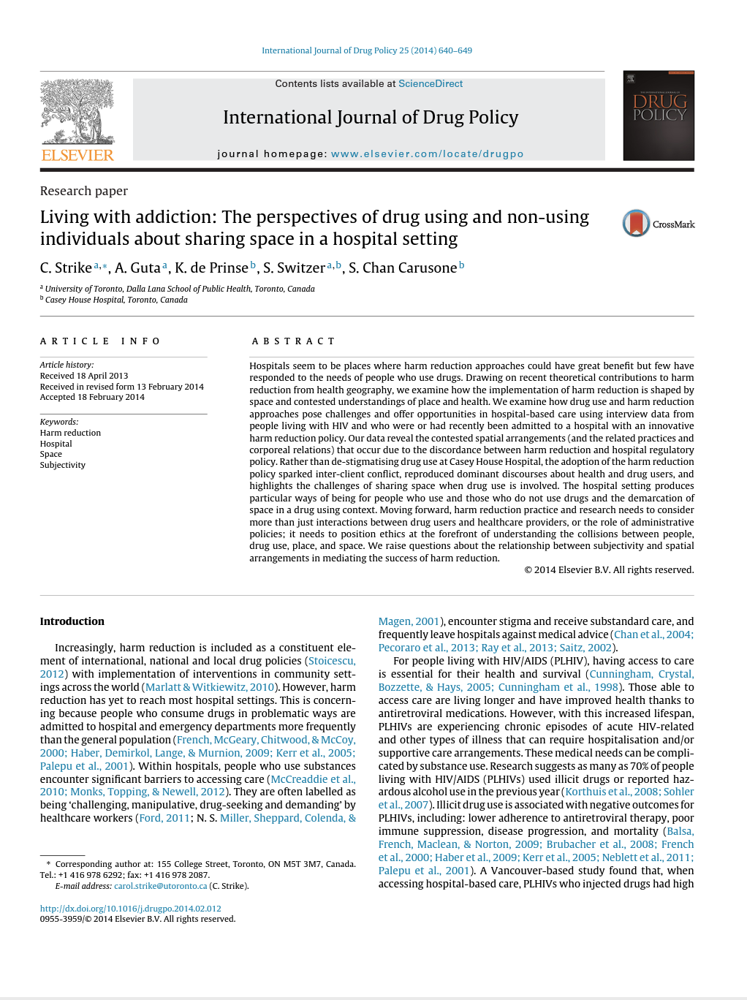 International Journal of Drug Policy 25 (2014) 640–649
Contents lists available at ScienceDirect
International Journal of Drug Policy
journal homepage: www.elsevier.com/locate/drugpo
ELSEVIER
DRUG
POLICY
Research paper
Living with addiction: The perspectives of drug using and non-using
individuals about sharing space in a hospital setting
CrossMark
C. Strike a,*, A. Guta a, K. de Prinse b, S. Switzer a,b, S. Chan Carusone b
a University of Toronto, Dalla Lana School of Public Health, Toronto, Canada
b Casey House Hospital, Toronto, Canada
ARTICLE INFO
Article history:
Received 18 April 2013
Received in revised form 13 February 2014
Accepted 18 February 2014
Keywords:
Harm reduction
Hospital
Space
Subjectivity
ABSTRACT
Hospitals seem to be places where harm reduction approaches could have great benefit but few have
responded to the needs of people who use drugs. Drawing on recent theoretical contributions to harm
reduction from health geography, we examine how the implementation of harm reduction is shaped by
space and contested understandings of place and health. We examine how drug use and harm reduction
approaches pose challenges and offer opportunities in hospital-based care using interview data from
people living with HIV and who were or had recently been admitted to a hospital with an innovative
harm reduction policy. Our data reveal the contested spatial arrangements (and the related practices and
corporeal relations) that occur due to the discordance between harm reduction and hospital regulatory
policy. Rather than de-stigmatising drug use at Casey House Hospital, the adoption of the harm reduction
policy sparked inter-client conflict, reproduced dominant discourses about health and drug users, and
highlights the challenges of sharing space when drug use is involved. The hospital setting produces
particular ways of being for people who use and those who do not use drugs and the demarcation of
space in a drug using context. Moving forward, harm reduction practice and research needs to consider
more than just interactions between drug users and healthcare providers, or the role of administrative
policies; it needs to position ethics at the forefront of understanding the collisions between people,
drug use, place, and space. We raise questions about the relationship between subjectivity and spatial
arrangements in mediating the success of harm reduction.
© 2014 Elsevier B.V. All rights reserved.
Introduction
Increasingly, harm reduction is included as a constituent ele-
ment of international, national and local drug policies (Stoicescu,
2012) with implementation of interventions in community sett-
ings across the world (Marlatt & Witkiewitz, 2010). However, harm
reduction has yet to reach most hospital settings. This is concern-
ing because people who consume drugs in problematic ways are
admitted to hospital and emergency departments more frequently
than the general population (French, McGeary, Chitwood, & McCoy,
2000; Haber, Demirkol, Lange, & Murnion, 2009; Kerr et al., 2005;
Palepu et al., 2001). Within hospitals, people who use substances
encounter significant barriers to accessing care (McCreaddie et al.,
2010; Monks, Topping, & Newell, 2012). They are often labelled as
being ‘challenging, manipulative, drug-seeking and demanding’ by
healthcare workers (Ford, 2011; N. S. Miller, Sheppard, Colenda, &
* Corresponding author at: 155 College Street, Toronto, ON M5T 3M7, Canada.
Tel.: +1 416 978 6292; fax: +1 416 978 2087.
E-mail address: carol.strike@utoronto.ca (C. Strike).
Magen, 2001), encounter stigma and receive substandard care, and
frequently leave hospitals against medical advice (Chan et al., 2004;
Pecoraro et al., 2013; Ray et al., 2013; Saitz, 2002).
For people living with HIV/AIDS (PLHIV), having access to care
is essential for their health and survival (Cunningham, Crystal,
Bozzette, & Hays, 2005; Cunningham et al., 1998). Those able to
access care are living longer and have improved health thanks to
antiretroviral medications. However, with this increased lifespan,
PLHIVs are experiencing chronic episodes of acute HIV-related
and other types of illness that can require hospitalisation and/or
supportive care arrangements. These medical needs can be compli-
cated by substance use. Research suggests as many as 70% of people
living with HIV/AIDS (PLHIVs) used illicit drugs or reported haz-
ardous alcohol use in the previous year (Korthuis et al., 2008; Sohler
et al., 2007). Illicit drug use is associated with negative outcomes for
PLHIVs, including: lower adherence to antiretroviral therapy, poor
immune suppression, disease progression, and mortality (Balsa,
French, Maclean, & Norton, 2009; Brubacher et al., 2008; French
et al., 2000; Haber et al., 2009; Kerr et al., 2005; Neblett et al., 2011;
Palepu et al., 2001). A Vancouver-based study found that, when
accessing hospital-based care, PLHIVs who injected drugs had high
http://dx.doi.org/10.1016/j.drugpo.2014.02.012
0955-3959/© 2014 Elsevier B.V. All rights reserved.